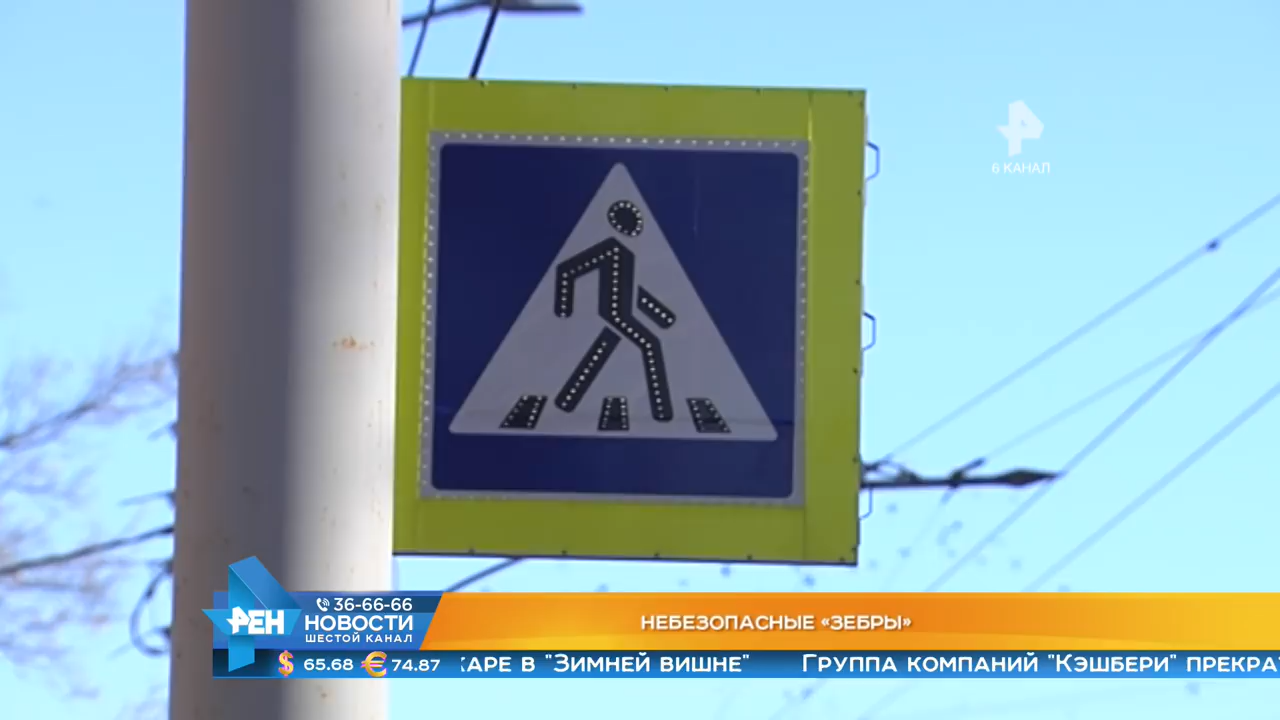 6 КАНАЛ
36-66-66
РЕН
НОВОСТИ
ШЕСТОЙ КАНАЛ
НЕБЕЗОПАСНЫЕ «ЗЕБРЫ»
$ 65.68 € 74.87
КАРЕ В "ЗИМНЕЙ ВИШНЕ" ГРУППА КОМПАНИЙ "КЭШБЕРИ" ПРЕКРАТ